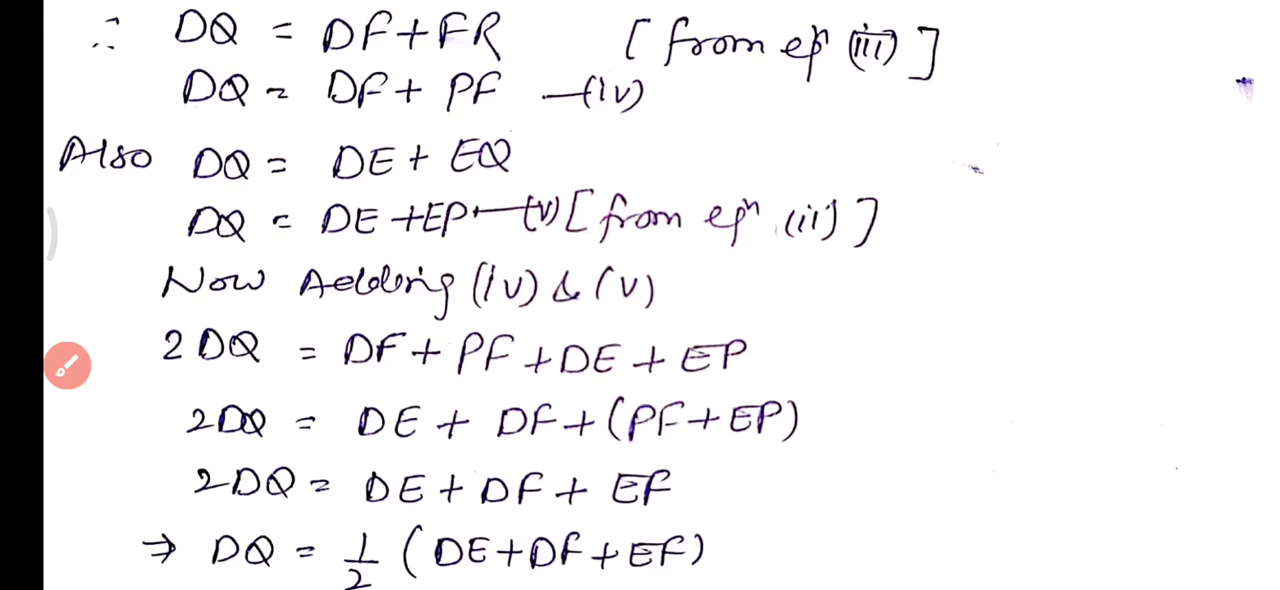 ∴ DQ = DF + FR [from eqn (iii)]
DQ = DF + PF —(iv)
Also DQ = DE + EQ
DQ = DE + EP —(v) [from eqn (ii)]
Now Adding (iv) & (v)
2DQ = DF + PF + DE + EP
2DQ = DE + DF + (PF + EP)
2DQ = DE + DF + EF
⇒ DQ = 1/2 (DE + DF + EF)